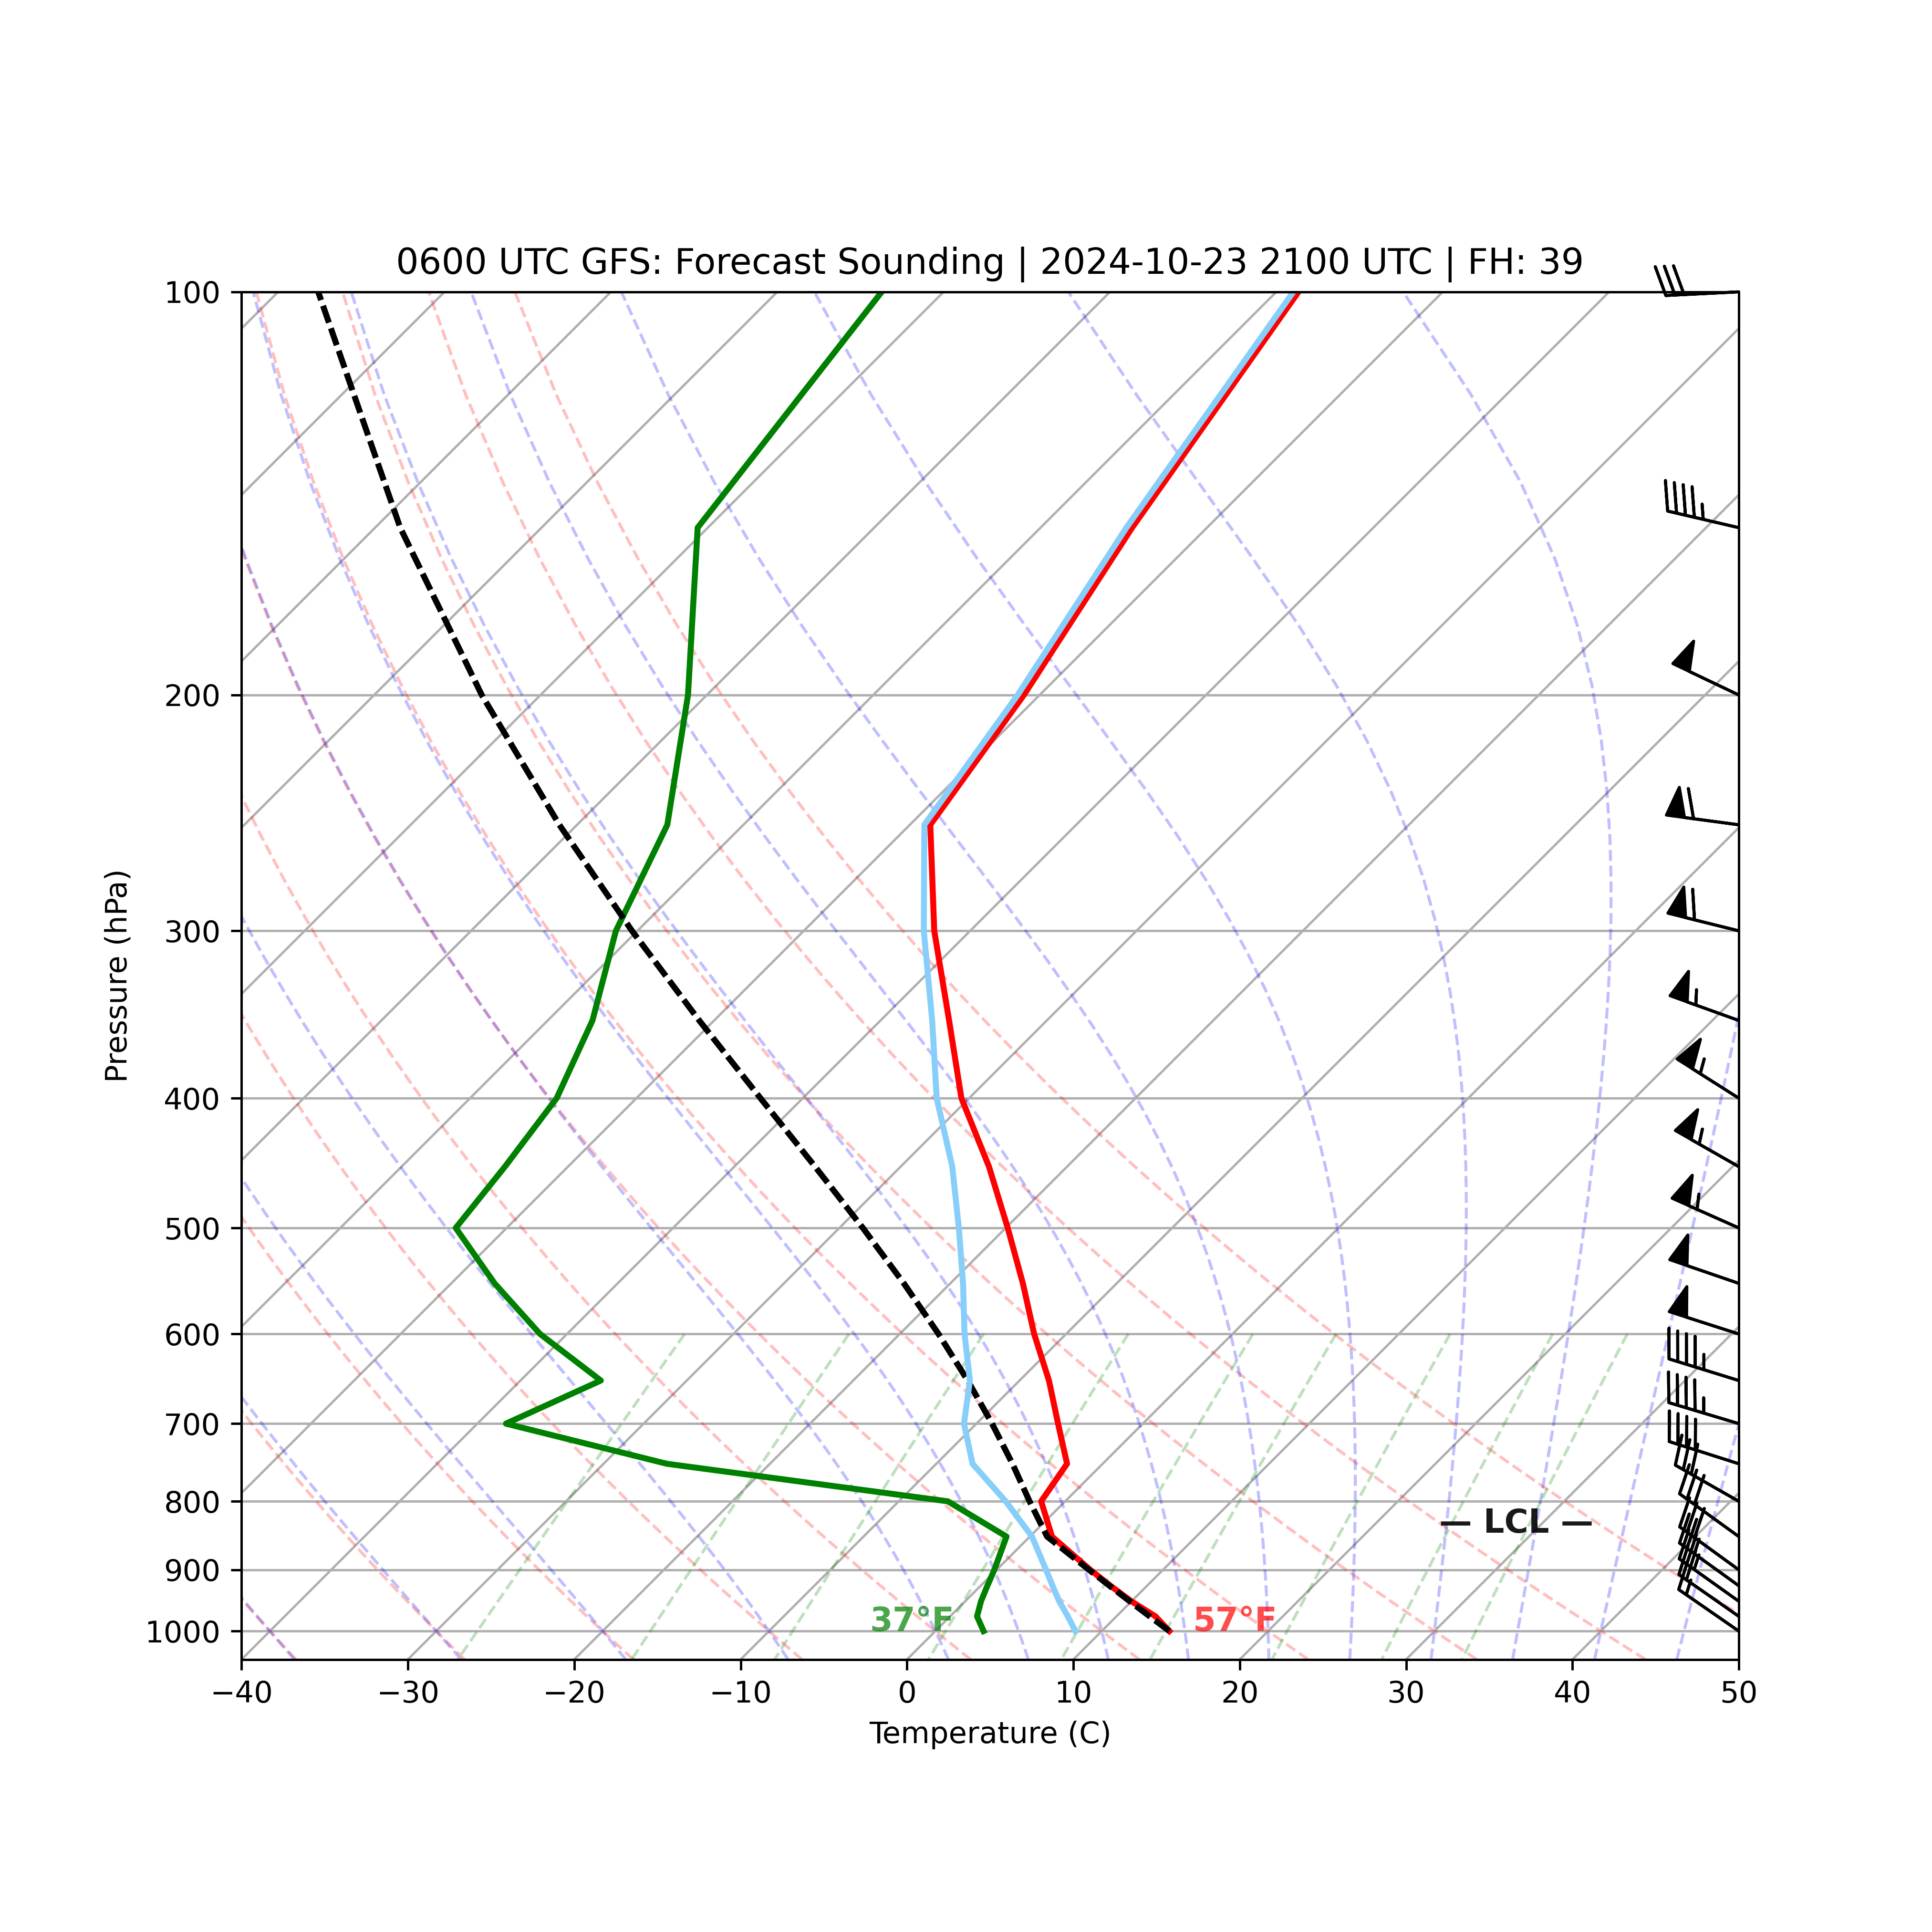 0600 UTC GFS: Forecast Sounding | 2024-10-23 2100 UTC | FH: 39
100
200
300
400
500
600
700
800
900
1000
Pressure (hPa)
— LCL —
37°F
57°F
−40 −30 −20 −10 0 10 20 30 40 50
Temperature (C)